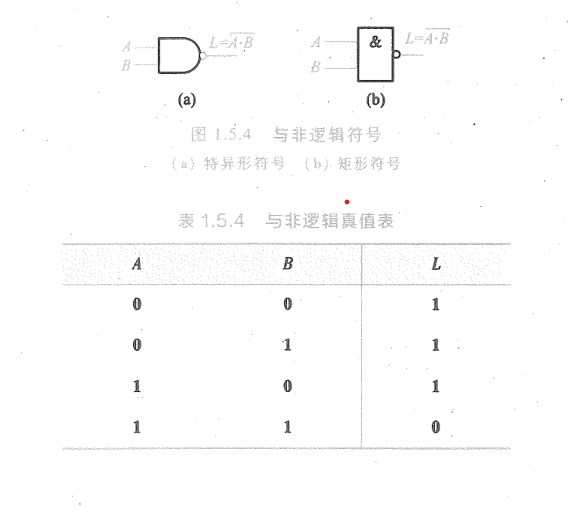 A B L=\overline{A·B} A B & L=\overline{A·B}
(a) (b)
图 1.5.4 与非逻辑符号
(a) 特异形符号 (b) 矩形符号
表 1.5.4 与非逻辑真值表
A B L
0 0 1
0 1 1
1 0 1
1 1 0